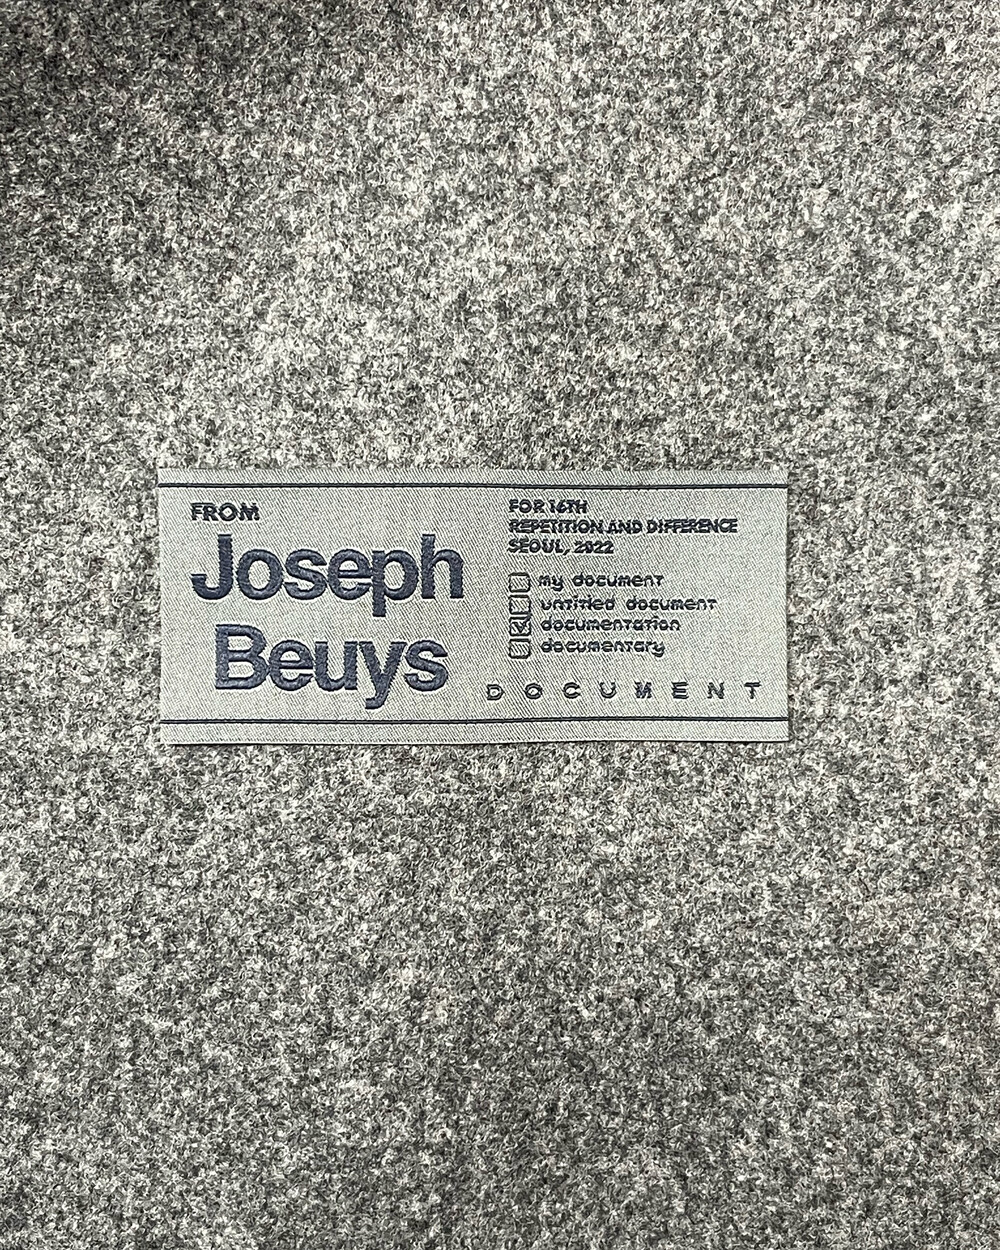 FROM
Joseph
Beuys
FOR 16TH
REPETITION AND DIFFERENCE
SEOUL, 2022
my document
untitled document
documentation
documentary
DOCUMENT